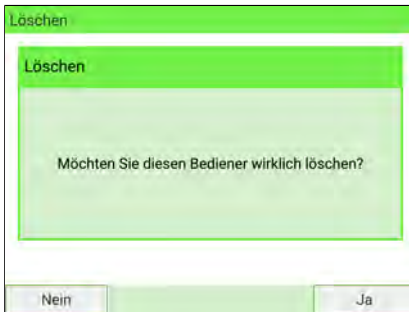 Löschen
Löschen
Möchten Sie diesen Bediener wirklich löschen?
Nein
Ja